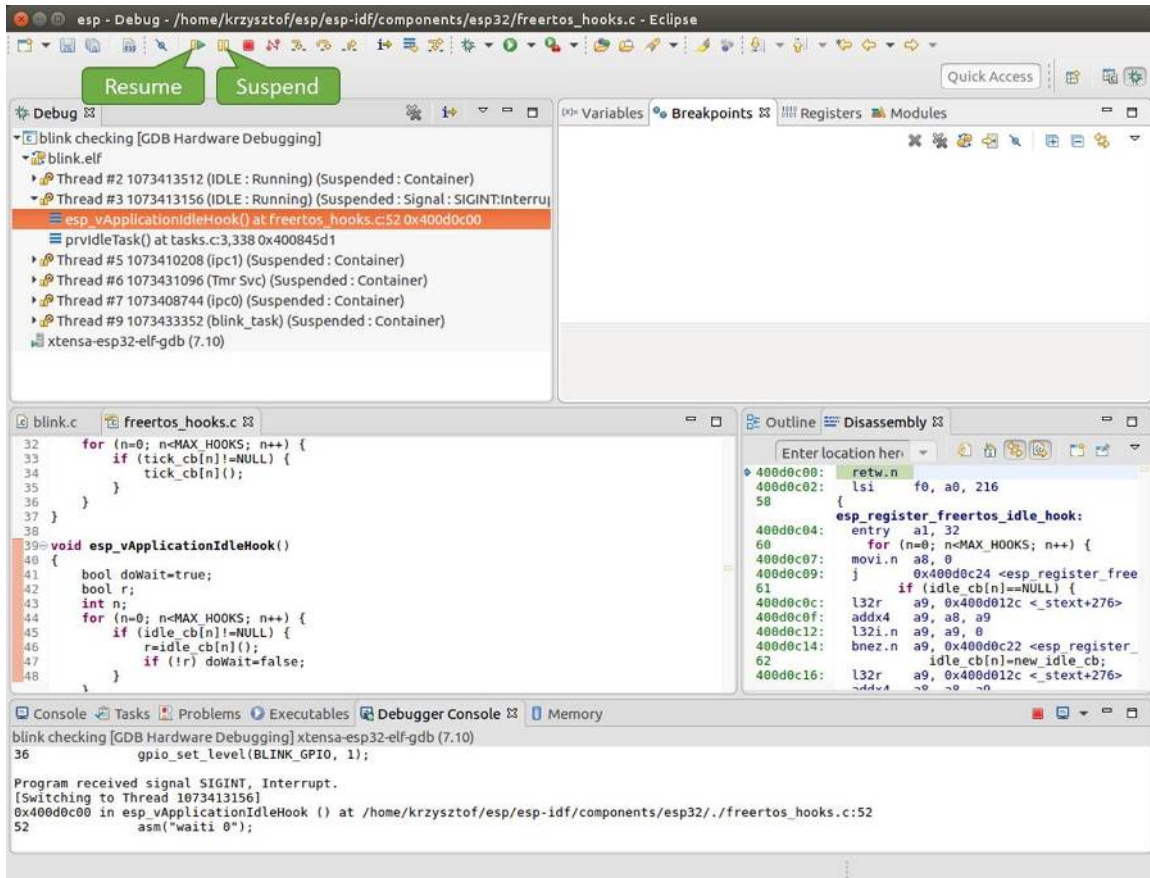 esp - Debug - /home/krzysztof/esp/esp-idf/components/esp32/freertos_hooks.c - Eclipse
Resume
Suspend
Quick Access
Debug
blink checking [GDB Hardware Debugging]
blink.elf
Thread #2 1073413512 (IDLE : Running) (Suspended : Container)
Thread #3 1073413156 (IDLE : Running) (Suspended : Signal : SIGINT:Interru
esp_vApplicationIdleHook() at freertos_hooks.c:52 0x400d0c00
prvIdleTask() at tasks.c:3,338 0x400845d1
Thread #5 1073410208 (ipc1) (Suspended : Container)
Thread #6 1073431096 (Tmr Svc) (Suspended : Container)
Thread #7 1073408744 (ipc0) (Suspended : Container)
Thread #9 1073433352 (blink_task) (Suspended : Container)
xtensa-esp32-elf-gdb (7.10)
(x)= Variables Breakpoints Registers Modules
blink.c freertos_hooks.c
32 for (n=0; n<MAX_HOOKS; n++) {
33 if (tick_cb[n]!=NULL) {
34 tick_cb[n]();
35 }
36 }
37 }
38
39 void esp_vApplicationIdleHook()
40 {
41 bool doWait=true;
42 bool r;
43 int n;
44 for (n=0; n<MAX_HOOKS; n++) {
45 if (idle_cb[n]!=NULL) {
46 r=idle_cb[n]();
47 if (!r) doWait=false;
48 }
}
Outline Disassembly
Enter location her
400d0c00: retw.n
400d0c02: lsi f0, a0, 216
58 {
esp_register_freertos_idle_hook:
400d0c04: entry a1, 32
60 for (n=0; n<MAX_HOOKS; n++) {
400d0c07: movi.n a8, 0
400d0c09: j 0x400d0c24 <esp_register_free
61 if (idle_cb[n]==NULL) {
400d0c0c: l32r a9, 0x400d012c <_stext+276>
400d0c0f: addx4 a9, a8, a9
400d0c12: l32i.n a9, a9, 0
400d0c14: bnez.n a9, 0x400d0c22 <esp_register_
62 idle_cb[n]=new_idle_cb;
400d0c16: l32r a9, 0x400d012c <_stext+276>
addx4 a8, a8, a9
Console Tasks Problems Executables Debugger Console Memory
blink checking [GDB Hardware Debugging] xtensa-esp32-elf-gdb (7.10)
36 gpio_set_level(BLINK_GPIO, 1);
Program received signal SIGINT, Interrupt.
[Switching to Thread 1073413156]
0x400d0c00 in esp_vApplicationIdleHook () at /home/krzysztof/esp/esp-idf/components/esp32/./freertos_hooks.c:52
52 asm("waiti 0");